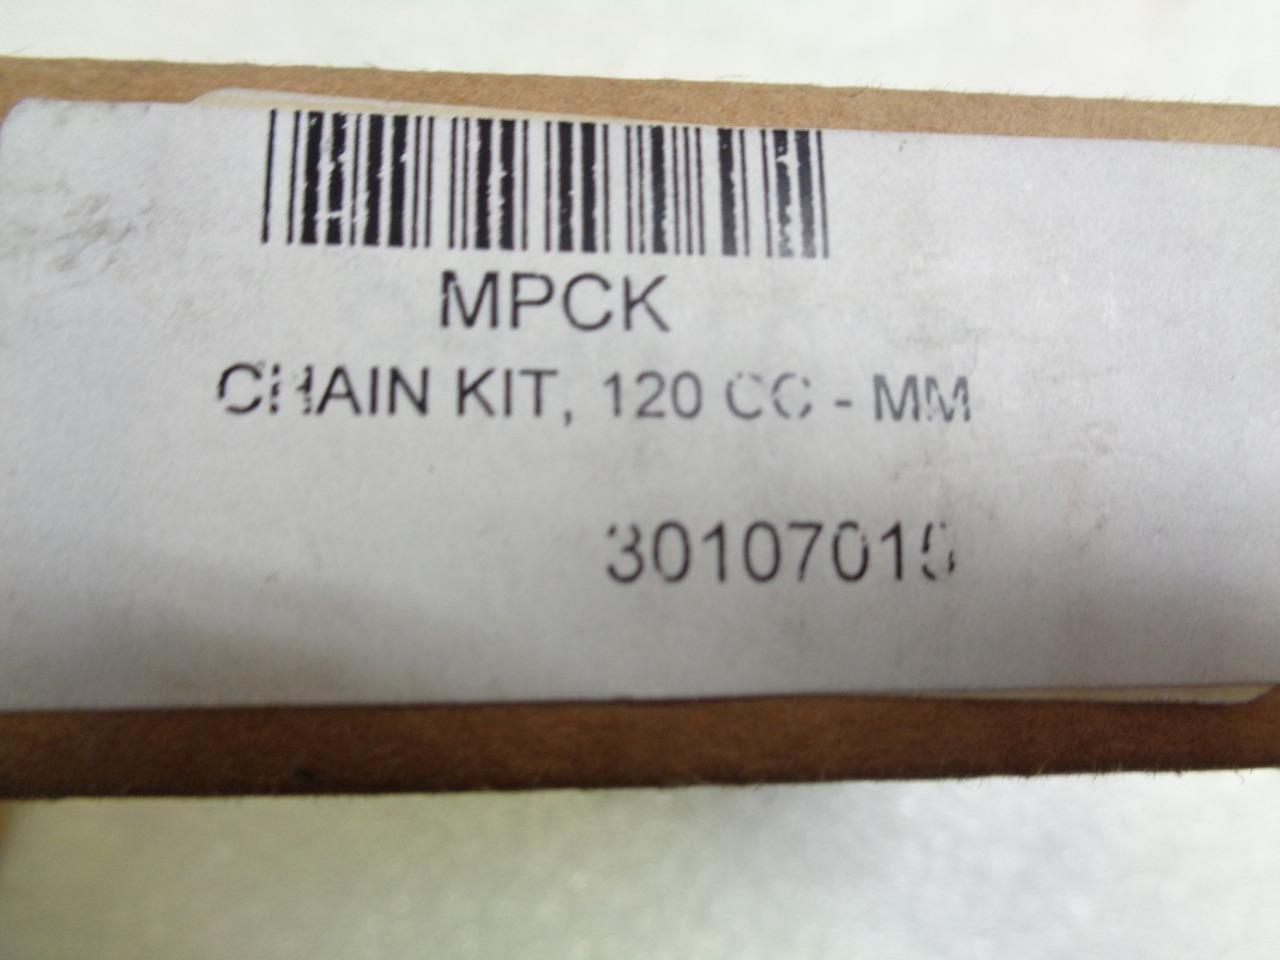 MPCK
CHAIN KIT, 120 CC - MM
30107015